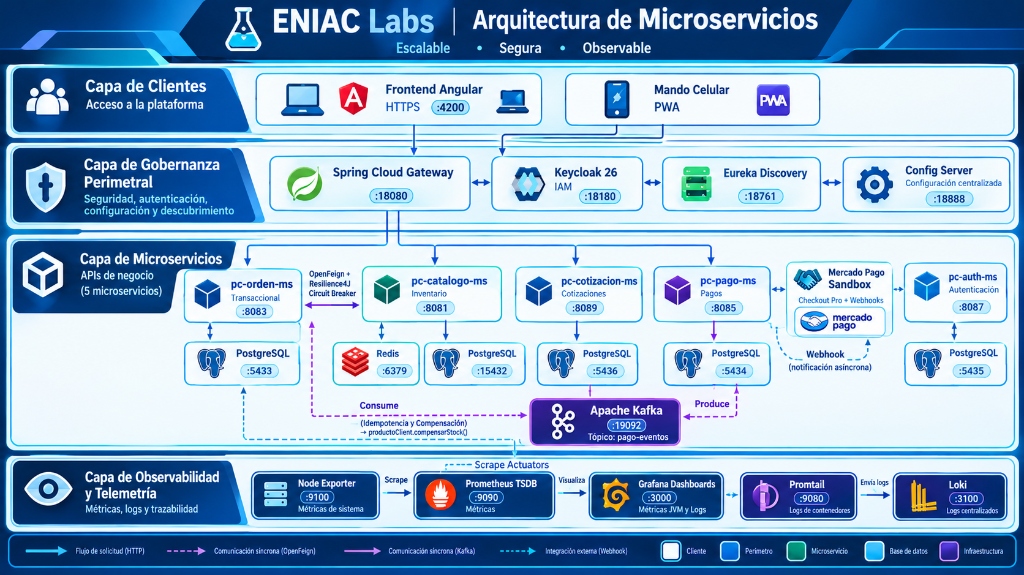 ENIAC Labs | Arquitectura de Microservicios
Escalable • Segura • Observable
Capa de Clientes
Acceso a la plataforma
Frontend Angular
HTTPS :4200
Mando Celular
PWA
PWA
Capa de Gobernanza
Perimetral
Seguridad, autenticación,
configuración y descubrimiento
Spring Cloud Gateway
:18080
Keycloak 26
IAM
:18180
Eureka Discovery
:18761
Config Server
Configuración centralizada
:18888
Capa de Microservicios
APIs de negocio
(5 microservicios)
pc-orden-ms
Transaccional
:8083
OpenFeign +
Resilience4J
Circuit Breaker
pc-catalogo-ms
Inventario
:8081
pc-cotizacion-ms
Cotizaciones
:8089
pc-pago-ms
Pagos
:8085
Mercado Pago
Sandbox
Checkout Pro + Webhooks
mercado
pago
pc-auth-ms
Autenticación
:8087
PostgreSQL
:5433
Redis
:6379
PostgreSQL
:15432
PostgreSQL
:5436
PostgreSQL
:5434
Webhook
(notificación asíncrona)
PostgreSQL
:5435
Consume
(Idempotencia y Compensación)
→ productoClient.compensarStock()
Apache Kafka
:19092
Tópico: pago-eventos
Produce
Capa de Observabilidad
y Telemetría
Métricas, logs y trazabilidad
Scrape Actuators
Node Exporter
:9100
Métricas de sistema
Scrape
Prometheus TSDB
:9090
Métricas
Visualiza
Grafana Dashboards
:3000
Métricas JVM y Logs
Promtail
:9080
Logs de contenedores
Envía logs
Loki
:3100
Logs centralizados
Flujo de solicitud (HTTP)
Comunicación síncrona (OpenFeign)
Comunicación síncrona (Kafka)
Integración externa (Webhook)
Cliente
Perímetro
Microservicio
Base de datos
Infraestructura